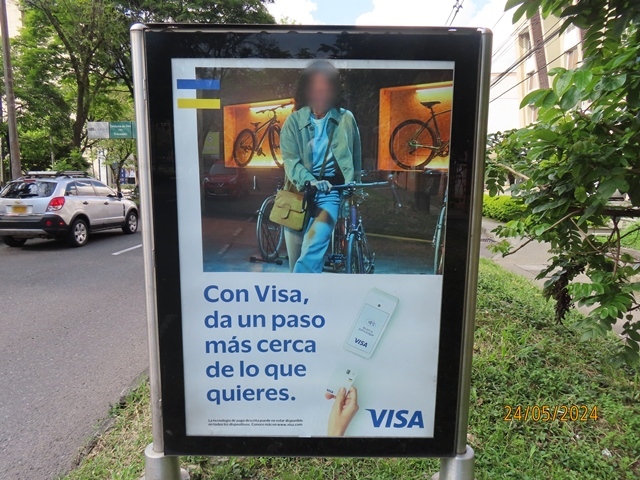 Con Visa,
da un paso
más cerca
de lo que
quieres.
VISA
VISA
24/05/2024